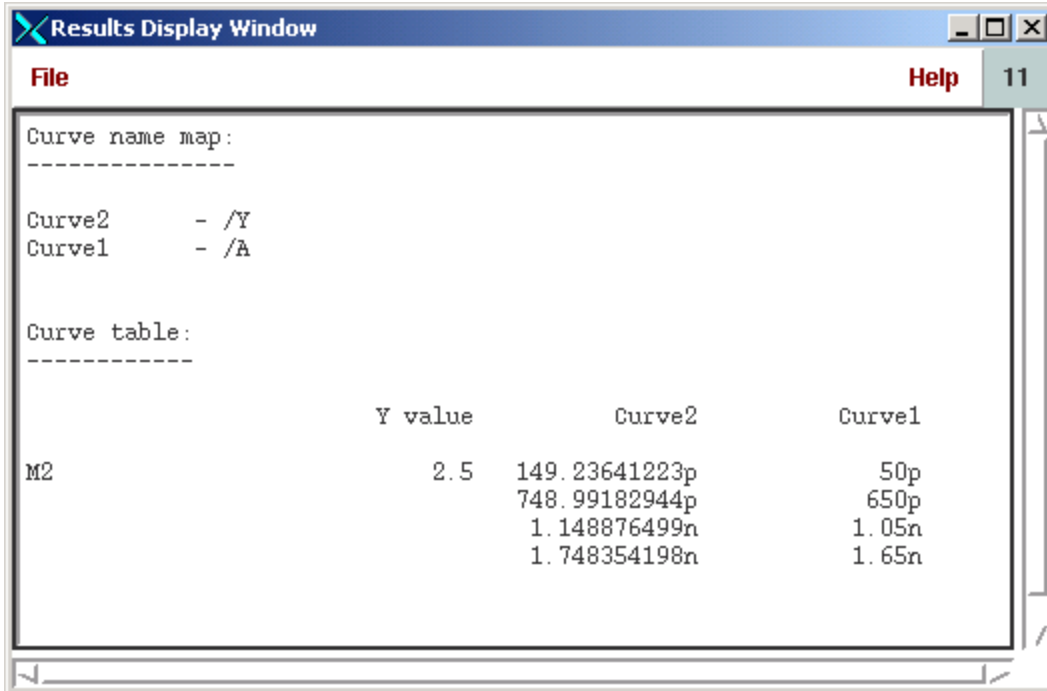 Results Display Window
File Help 11
Curve name map:
---------------
Curve2 - /Y
Curve1 - /A
Curve table:
------------
Y value Curve2 Curve1
M2 2.5 149.23641223p 50p
748.99182944p 650p
1.148876499n 1.05n
1.748354198n 1.65n